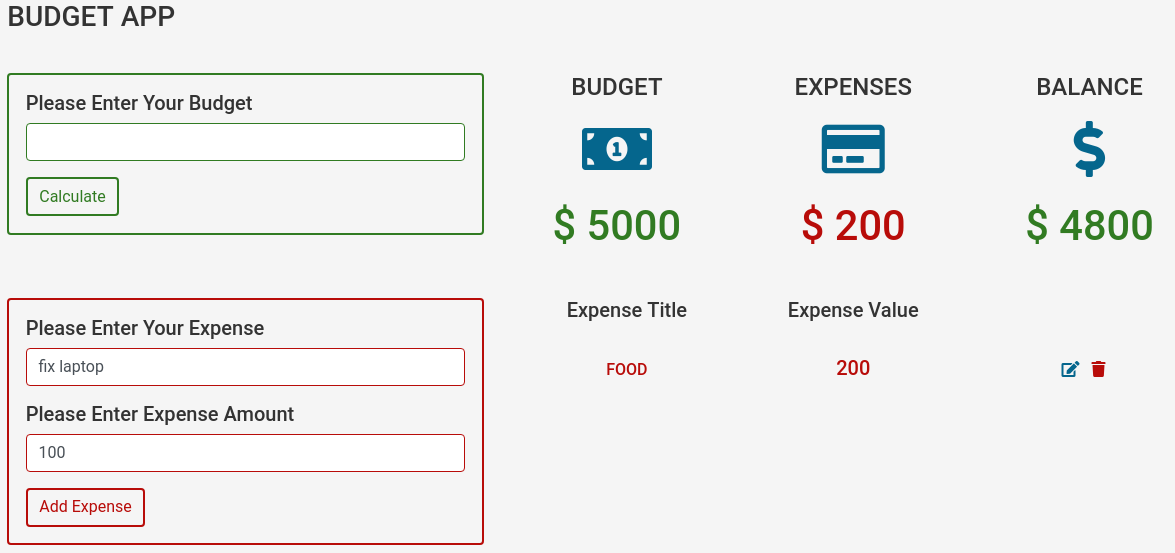 BUDGET APP
Please Enter Your Budget
Calculate
BUDGET
EXPENSES
BALANCE
1
$ 5000
$ 200
$ 4800
Please Enter Your Expense
fix laptop
Please Enter Expense Amount
100
Add Expense
Expense Title
Expense Value
FOOD
200